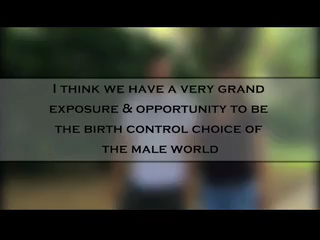 I THINK WE HAVE A VERY GRAND
EXPOSURE & OPPORTUNITY TO BE
THE BIRTH CONTROL CHOICE OF
THE MALE WORLD